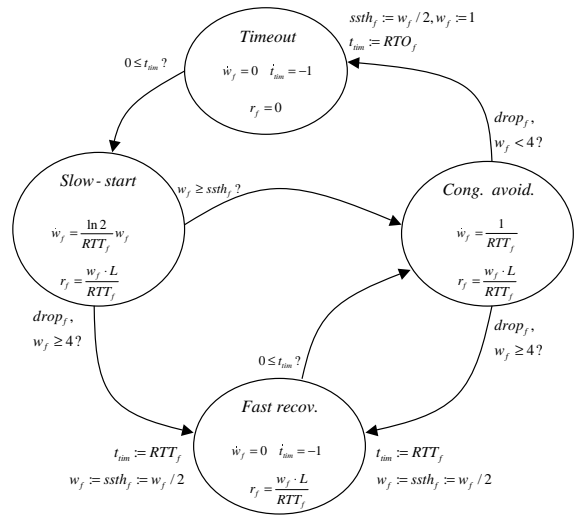 Timeout
ẇ_f = 0   ṫ_tim = −1
r_f = 0
ssth_f := w_f / 2, w_f := 1
t_tim := RTO_f
0 ≤ t_tim ?
drop_f ,
w_f < 4?
Slow- start
ẇ_f = ln 2 / RTT_f w_f
r_f = w_f · L / RTT_f
w_f ≥ ssth_f ?
Cong. avoid.
ẇ_f = 1 / RTT_f
r_f = w_f · L / RTT_f
drop_f ,
w_f ≥ 4?
0 ≤ t_tim ?
drop_f ,
w_f ≥ 4?
Fast recov.
ẇ_f = 0   ṫ_tim = −1
r_f = w_f · L / RTT_f
t_tim := RTT_f
w_f := ssth_f := w_f / 2
t_tim := RTT_f
w_f := ssth_f := w_f / 2